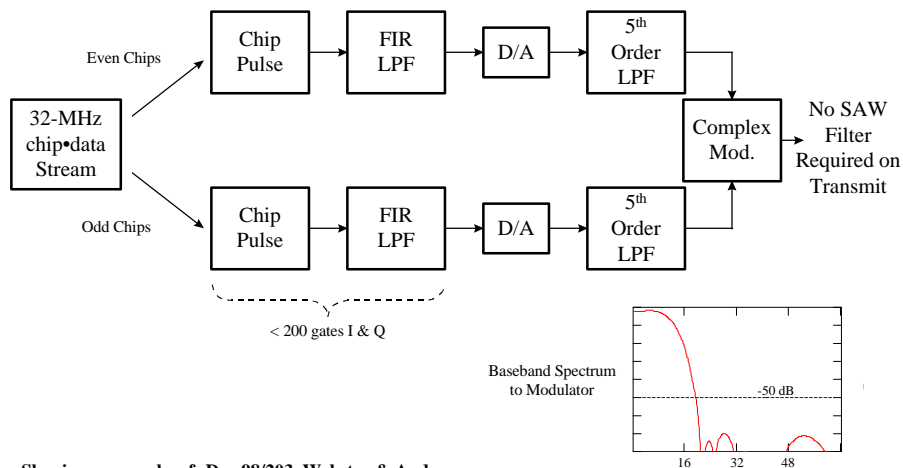 Even Chips
Chip
Pulse
FIR
LPF
D/A
5th
Order
LPF
32-MHz
chip•data
Stream
Complex
Mod.
No SAW
Filter
Required on
Transmit
Odd Chips
Chip
Pulse
FIR
LPF
D/A
5th
Order
LPF
< 200 gates I & Q
Baseband Spectrum
to Modulator
-50 dB
16 32 48